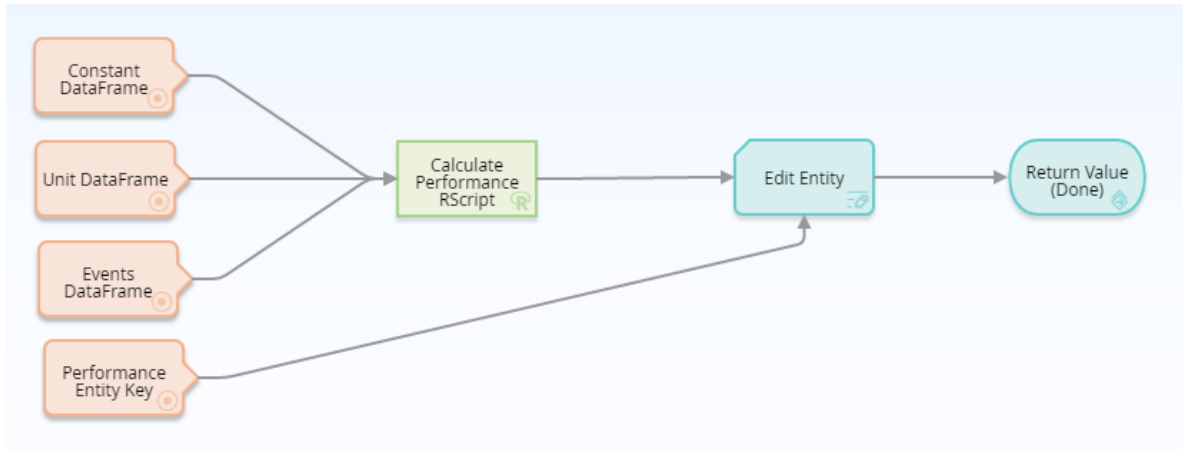 Constant
DataFrame
Unit DataFrame
Events
DataFrame
Performance
Entity Key
Calculate
Performance
RScript
R
Edit Entity
Return Value
(Done)